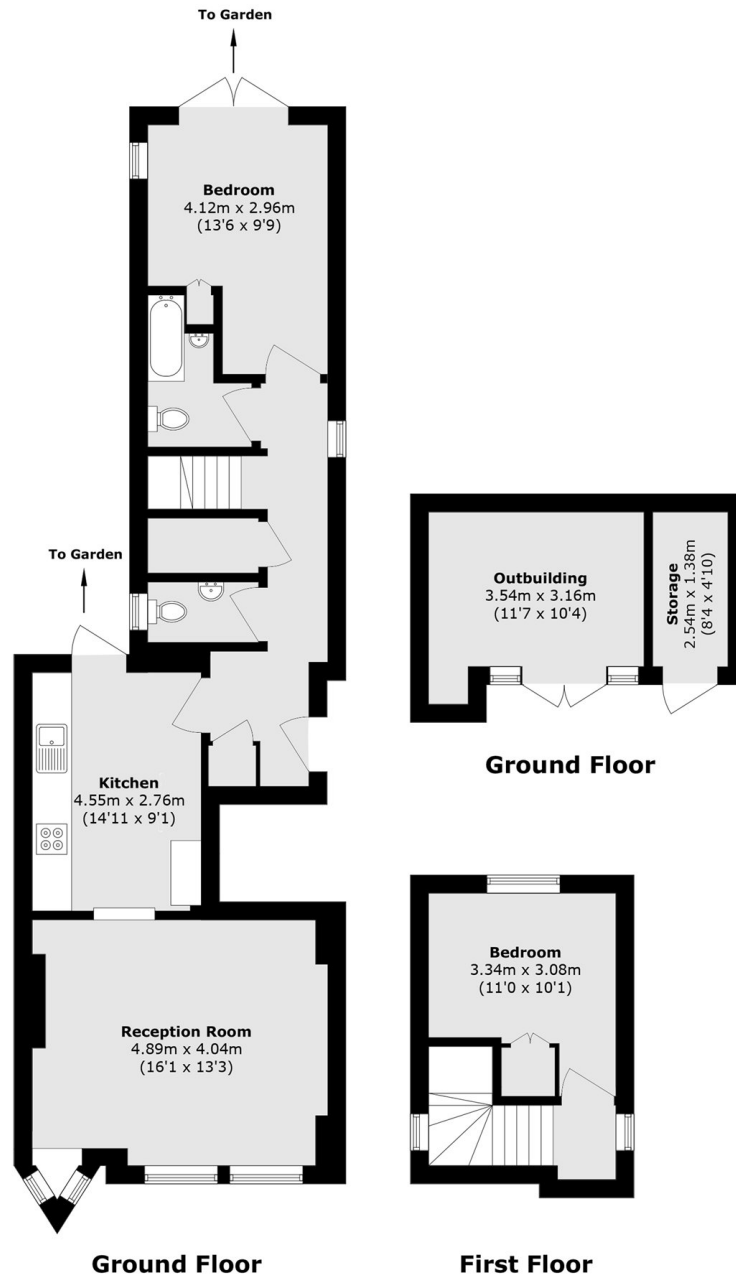 To Garden
Bedroom
4.12m x 2.96m
(13'6 x 9'9)
To Garden
Kitchen
4.55m x 2.76m
(14'11 x 9'1)
Reception Room
4.89m x 4.04m
(16'1 x 13'3)
Ground Floor
Outbuilding
3.54m x 3.16m
(11'7 x 10'4)
Storage
2.54m x 1.38m
(8'4 x 4'10)
Ground Floor
Bedroom
3.34m x 3.08m
(11'0 x 10'1)
First Floor